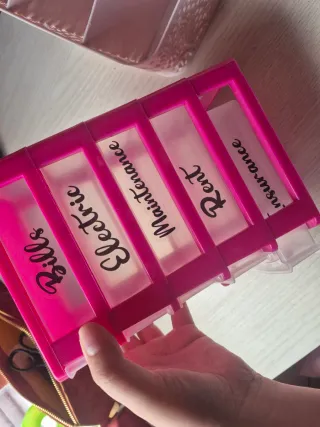 Bills
Electric
Maintenance
Rent
Insurance